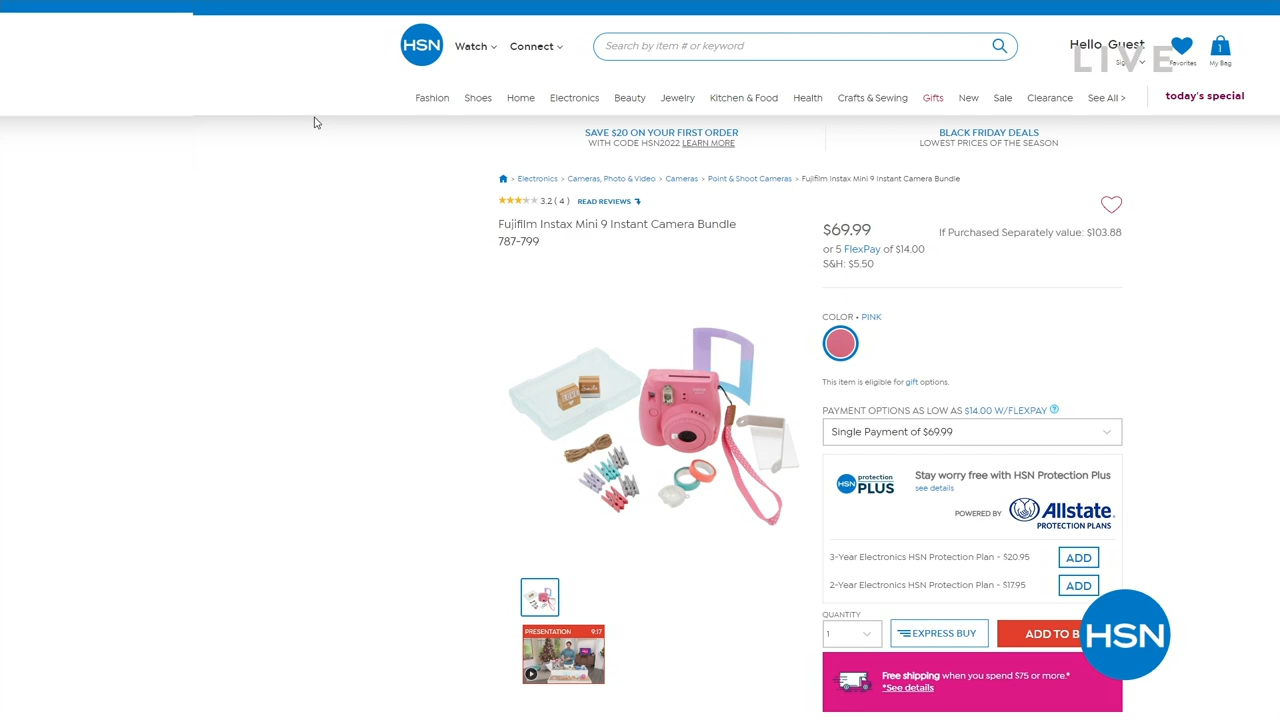 HSN
Watch
Connect
Search by item # or keyword
Hello, Guest
LIVE
Favorites
1
My Bag
Fashion Shoes Home Electronics Beauty Jewelry Kitchen & Food Health Crafts & Sewing Gifts New Sale Clearance See All >
today's special
SAVE $20 ON YOUR FIRST ORDER
WITH CODE HSN2022 LEARN MORE
BLACK FRIDAY DEALS
LOWEST PRICES OF THE SEASON
> Electronics > Cameras, Photo & Video > Cameras > Point & Shoot Cameras > Fujifilm Instax Mini 9 Instant Camera Bundle
3.2 ( 4 ) READ REVIEWS
Fujifilm Instax Mini 9 Instant Camera Bundle
787-799
$69.99
If Purchased Separately value: $103.88
or 5 FlexPay of $14.00
S&H: $5.50
COLOR • PINK
This item is eligible for gift options.
PAYMENT OPTIONS AS LOW AS $14.00 W/FLEXPAY ?
Single Payment of $69.99
HSN protection PLUS
Stay worry free with HSN Protection Plus
see details
POWERED BY Allstate.
PROTECTION PLANS
3-Year Electronics HSN Protection Plan - $20.95 ADD
2-Year Electronics HSN Protection Plan - $17.95 ADD
QUANTITY
1
EXPRESS BUY
ADD TO B
HSN
PRESENTATION 9:17
Free shipping when you spend $75 or more.*
*See details